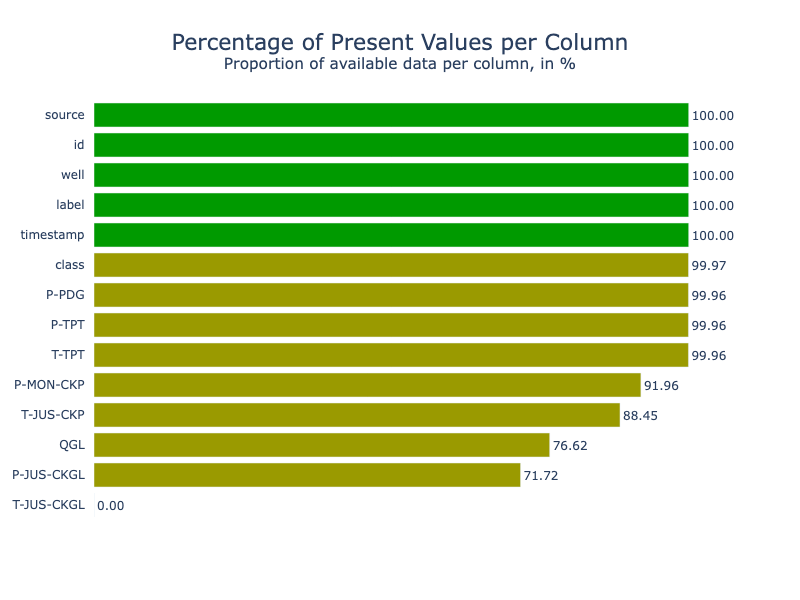 Percentage of Present Values per Column
Proportion of available data per column, in %
source 100.00
id 100.00
well 100.00
label 100.00
timestamp 100.00
class 99.97
P-PDG 99.96
P-TPT 99.96
T-TPT 99.96
P-MON-CKP 91.96
T-JUS-CKP 88.45
QGL 76.62
P-JUS-CKGL 71.72
T-JUS-CKGL 0.00